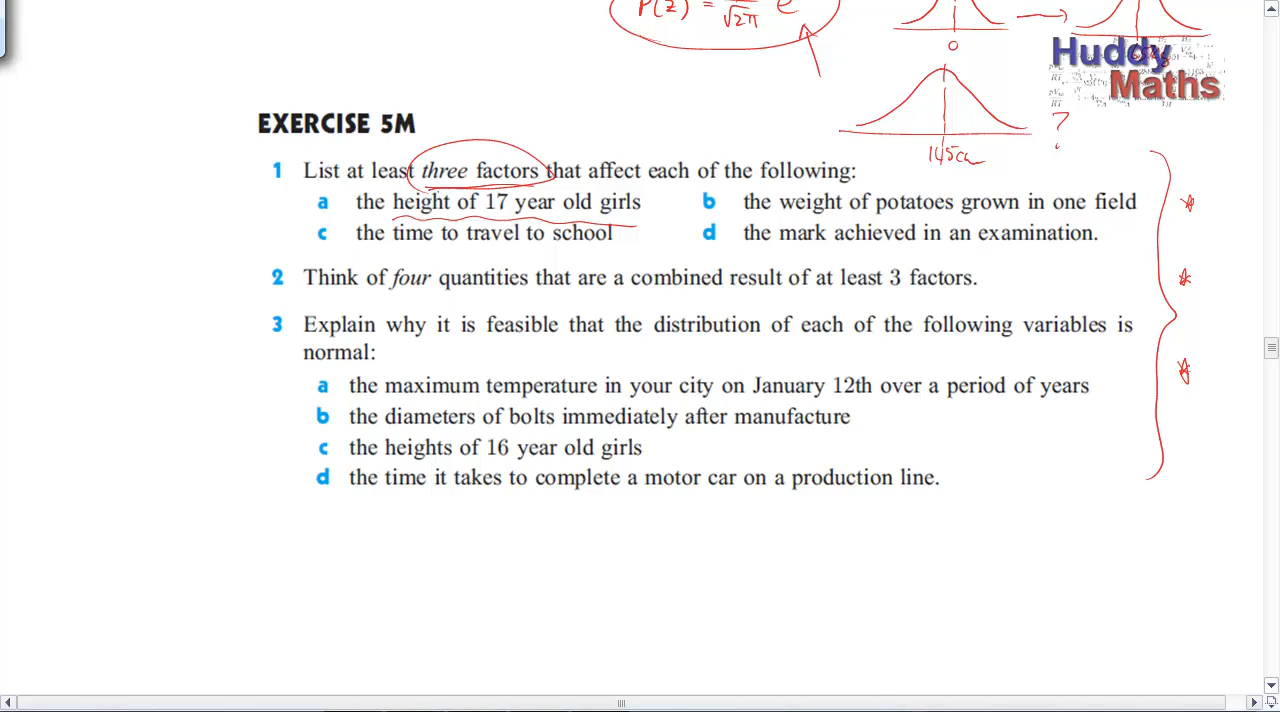 P(z) = 1/√2π e
0
Huddy
Maths
145cm
?
EXERCISE 5M
1 List at least three factors that affect each of the following:
a the height of 17 year old girls b the weight of potatoes grown in one field
c the time to travel to school d the mark achieved in an examination.
2 Think of four quantities that are a combined result of at least 3 factors.
3 Explain why it is feasible that the distribution of each of the following variables is
normal:
a the maximum temperature in your city on January 12th over a period of years
b the diameters of bolts immediately after manufacture
c the heights of 16 year old girls
d the time it takes to complete a motor car on a production line.